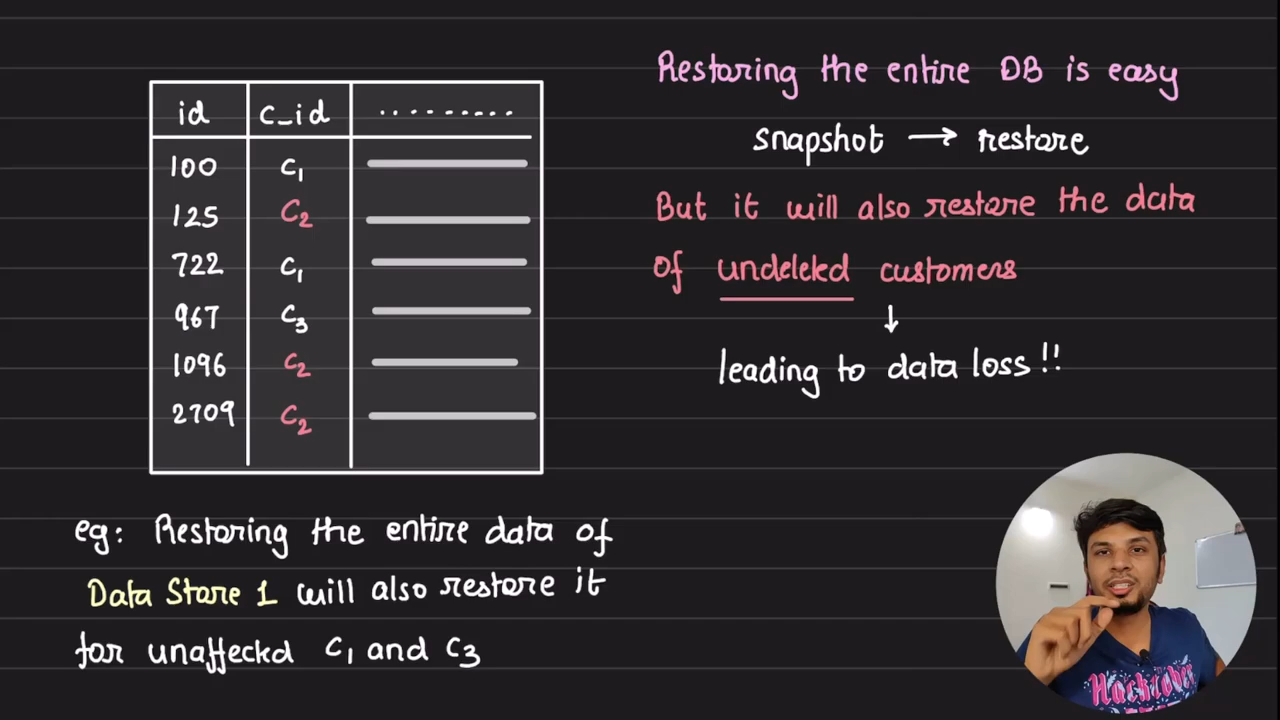 id c_id .........
100 C1
125 C2
722 C1
967 C3
1096 C2
2709 C2
eg: Restoring the entire data of
Data Store 1 will also restore it
for unaffected C1 and C3
Restoring the entire DB is easy
snapshot → restore
But it will also restore the data
of undeleted customers
↓
leading to data loss!!
Hacktober